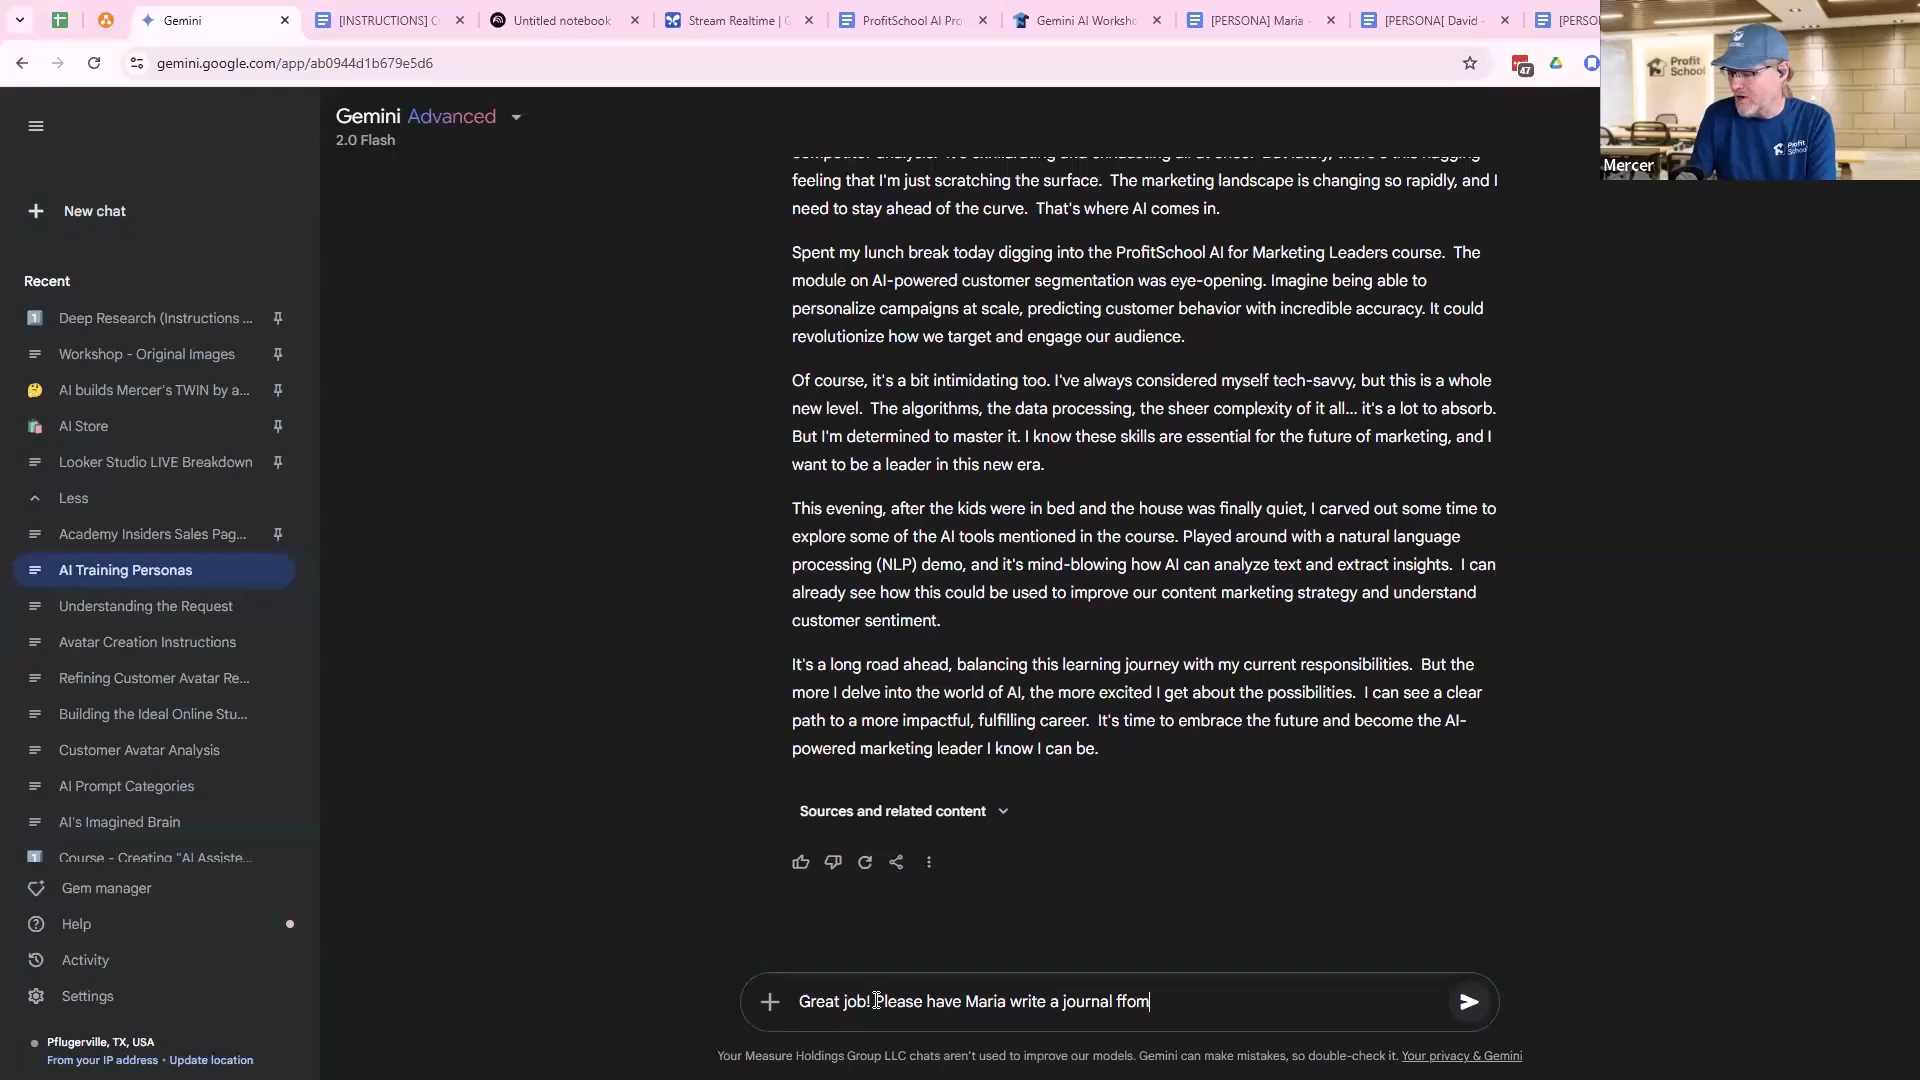 Gemini
[INSTRUCTIONS] C
Untitled notebook
Stream Realtime | G
ProfitSchool AI Pro
Gemini AI Worksho
[PERSONA] Maria -
[PERSONA[ David -
[PERSO
gemini.google.com/app/ab0944d1b679e5d6
47
Profit
School
Profit
School
Mercer
Gemini Advanced
2.0 Flash
New chat
Recent
Deep Research (Instructions ...
Workshop - Original Images
AI builds Mercer's TWIN by a...
AI Store
Looker Studio LIVE Breakdown
Less
Academy Insiders Sales Pag...
AI Training Personas
Understanding the Request
Avatar Creation Instructions
Refining Customer Avatar Re...
Building the Ideal Online Stu...
Customer Avatar Analysis
AI Prompt Categories
AI's Imagined Brain
Course - Creating "AI Assiste...
Gem manager
Help
Activity
Settings
Pflugerville, TX, USA
From your IP address • Update location
feeling that I'm just scratching the surface. The marketing landscape is changing so rapidly, and I
need to stay ahead of the curve. That's where AI comes in.
Spent my lunch break today digging into the ProfitSchool AI for Marketing Leaders course. The
module on AI-powered customer segmentation was eye-opening. Imagine being able to
personalize campaigns at scale, predicting customer behavior with incredible accuracy. It could
revolutionize how we target and engage our audience.
Of course, it's a bit intimidating too. I've always considered myself tech-savvy, but this is a whole
new level. The algorithms, the data processing, the sheer complexity of it all... it's a lot to absorb.
But I'm determined to master it. I know these skills are essential for the future of marketing, and I
want to be a leader in this new era.
This evening, after the kids were in bed and the house was finally quiet, I carved out some time to
explore some of the AI tools mentioned in the course. Played around with a natural language
processing (NLP) demo, and it's mind-blowing how AI can analyze text and extract insights. I can
already see how this could be used to improve our content marketing strategy and understand
customer sentiment.
It's a long road ahead, balancing this learning journey with my current responsibilities. But the
more I delve into the world of AI, the more excited I get about the possibilities. I can see a clear
path to a more impactful, fulfilling career. It's time to embrace the future and become the AI-
powered marketing leader I know I can be.
Sources and related content
Great job! Please have Maria write a journal ffom
Your Measure Holdings Group LLC chats aren't used to improve our models. Gemini can make mistakes, so double-check it. Your privacy & Gemini